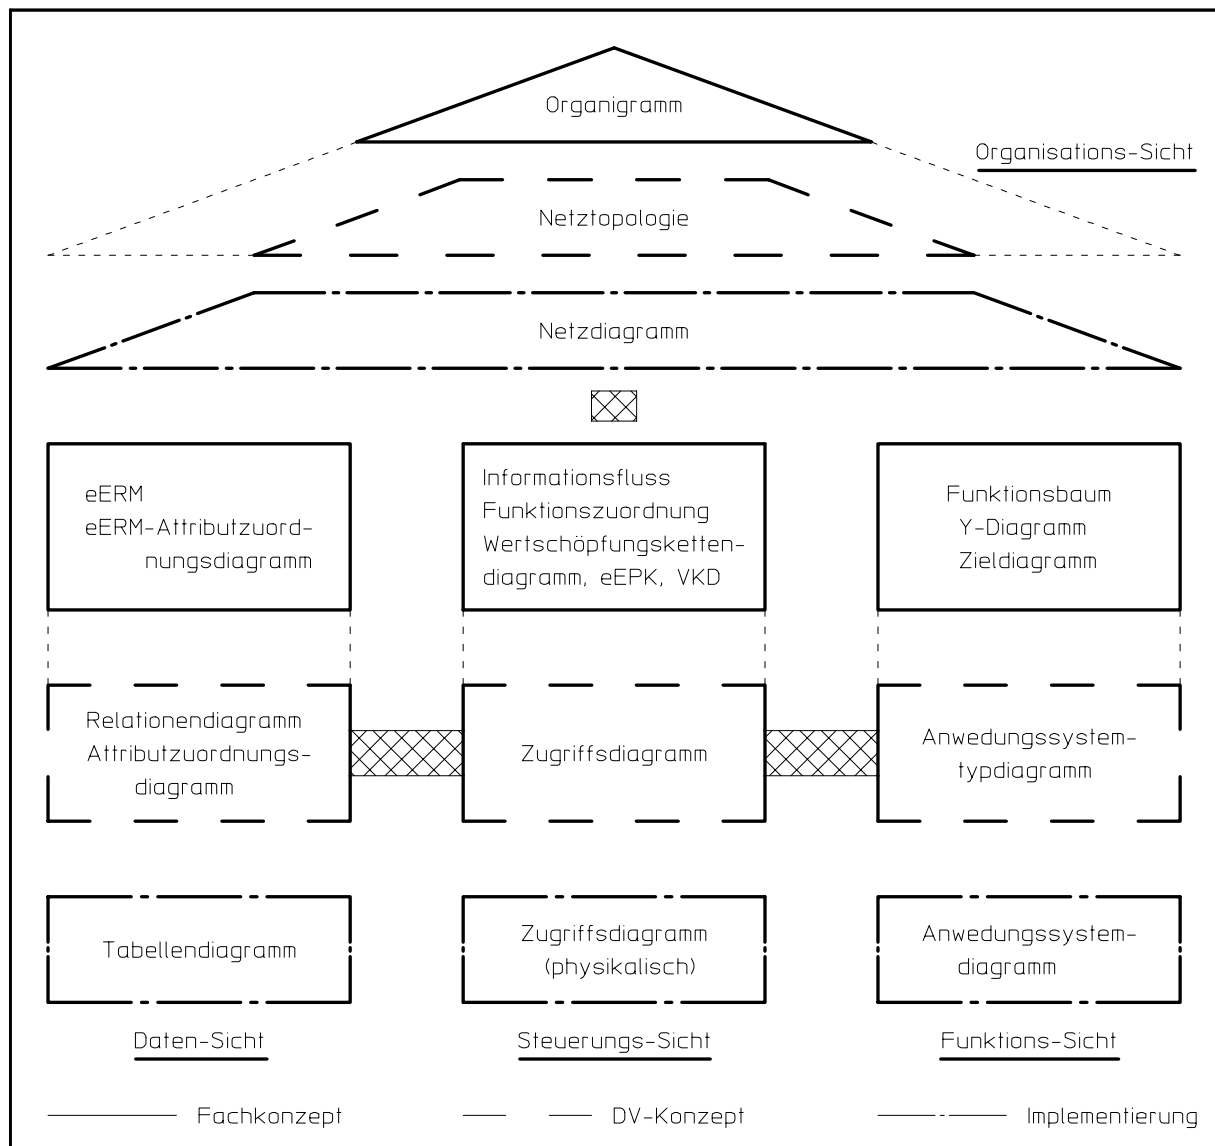 Organigramm
Organisations-Sicht
Netztopologie
Netzdiagramm
eERM
eERM-Attributzuord-
nungsdiagramm
Informationsfluss
Funktionszuordnung
Wertschöpfungsketten-
diagramm, eEPK, VKD
Funktionsbaum
Y-Diagramm
Zieldiagramm
Relationendiagramm
Attributzuordnungs-
diagramm
Zugriffsdiagramm
Anwedungssystem-
typdiagramm
Tabellendiagramm
Zugriffsdiagramm
(physikalisch)
Anwedungssystem-
diagramm
Daten-Sicht
Steuerungs-Sicht
Funktions-Sicht
Fachkonzept
DV-Konzept
Implementierung